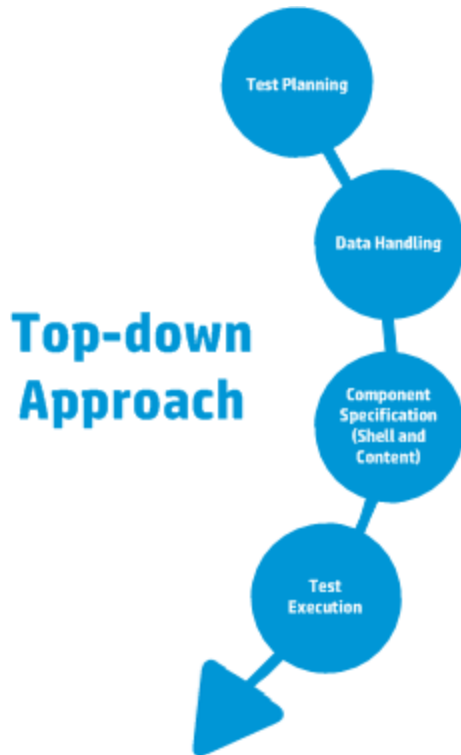 Test Planning
Data Handling
Top-down
Approach
Component
Specification
(Shell and
Content)
Test
Execution